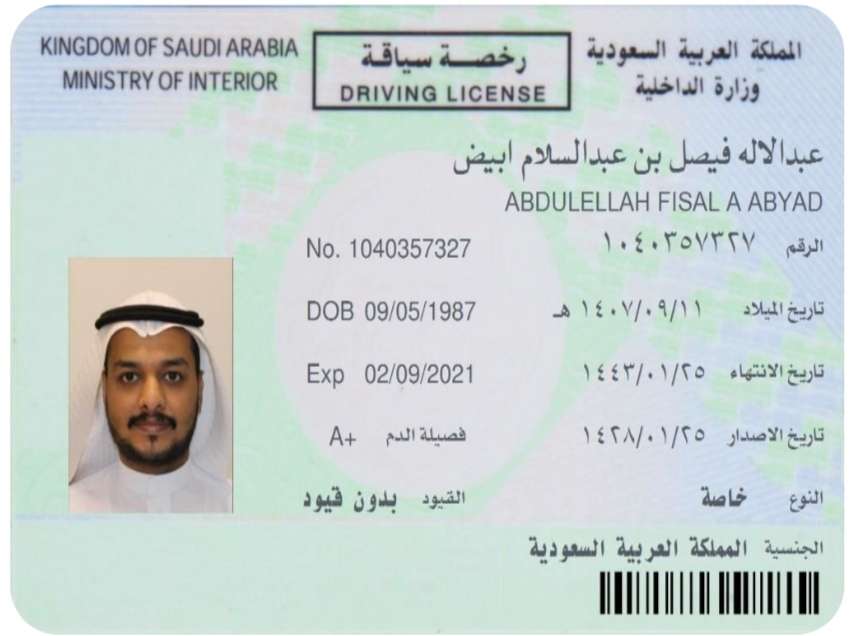 KINGDOM OF SAUDI ARABIA
MINISTRY OF INTERIOR
رخصة سياقة
DRIVING LICENSE
المملكة العربية السعودية
وزارة الداخلية
عبدالاله فيصل بن عبدالسلام ابيض
ABDULELLAH FISAL A ABYAD
No. 1040357327 الرقم ١٠٤٠٣٥٧٣٢٧
DOB 09/05/1987 تاريخ الميلاد ١٤٠٧/٠٩/١١ هـ
Exp 02/09/2021 تاريخ الانتهاء ١٤٤٣/٠١/٢٥
تاريخ الاصدار ١٤٢٨/٠١/٢٥ فصيلة الدم A+
النوع خاصة القيود بدون قيود
الجنسية المملكة العربية السعودية